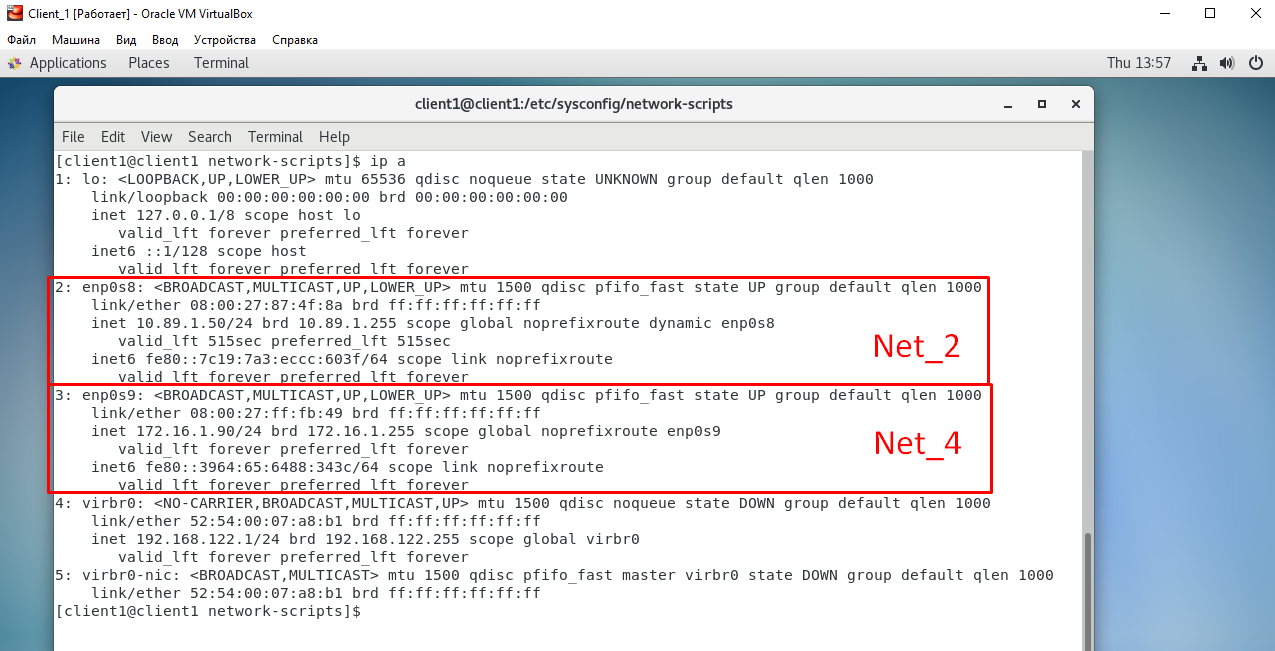 Client_1 [Работает] - Oracle VM VirtualBox
Файл Машина Вид Ввод Устройства Справка
Applications Places Terminal Thu 13:57
client1@client1:/etc/sysconfig/network-scripts
File Edit View Search Terminal Help
[client1@client1 network-scripts]$ ip a
1: lo: <LOOPBACK,UP,LOWER_UP> mtu 65536 qdisc noqueue state UNKNOWN group default qlen 1000
link/loopback 00:00:00:00:00:00 brd 00:00:00:00:00:00
inet 127.0.0.1/8 scope host lo
valid_lft forever preferred_lft forever
inet6 ::1/128 scope host
valid_lft forever preferred_lft forever
2: enp0s8: <BROADCAST,MULTICAST,UP,LOWER_UP> mtu 1500 qdisc pfifo_fast state UP group default qlen 1000
link/ether 08:00:27:87:4f:8a brd ff:ff:ff:ff:ff:ff
inet 10.89.1.50/24 brd 10.89.1.255 scope global noprefixroute dynamic enp0s8
valid_lft 515sec preferred_lft 515sec
Net_2
inet6 fe80::7c19:7a3:eccc:603f/64 scope link noprefixroute
valid_lft forever preferred_lft forever
3: enp0s9: <BROADCAST,MULTICAST,UP,LOWER_UP> mtu 1500 qdisc pfifo_fast state UP group default qlen 1000
link/ether 08:00:27:ff:fb:49 brd ff:ff:ff:ff:ff:ff
inet 172.16.1.90/24 brd 172.16.1.255 scope global noprefixroute enp0s9
valid_lft forever preferred_lft forever
Net_4
inet6 fe80::3964:65:6488:343c/64 scope link noprefixroute
valid_lft forever preferred_lft forever
4: virbr0: <NO-CARRIER,BROADCAST,MULTICAST,UP> mtu 1500 qdisc noqueue state DOWN group default qlen 1000
link/ether 52:54:00:07:a8:b1 brd ff:ff:ff:ff:ff:ff
inet 192.168.122.1/24 brd 192.168.122.255 scope global virbr0
valid_lft forever preferred_lft forever
5: virbr0-nic: <BROADCAST,MULTICAST> mtu 1500 qdisc pfifo_fast master virbr0 state DOWN group default qlen 1000
link/ether 52:54:00:07:a8:b1 brd ff:ff:ff:ff:ff:ff
[client1@client1 network-scripts]$